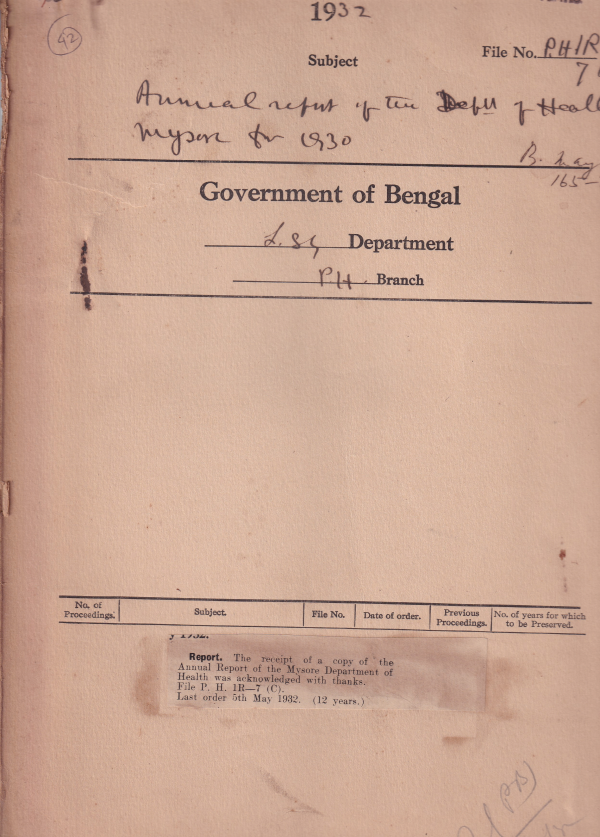 1932
42
Subject
File No. P.H/R
7
Annual report of the Deptt of Heal
Mysore for 1930
B. May
165-
Government of Bengal
L.S.G. Department
P.H. Branch
No. of Proceedings. Subject. File No. Date of order. Previous Proceedings. No. of years for which to be Preserved.
y 1932.
Report. The receipt of a copy of the
Annual Report of the Mysore Department of
Health was acknowledged with thanks.
File P. H. 1R—7 (C).
Last order 5th May 1932. (12 years.)